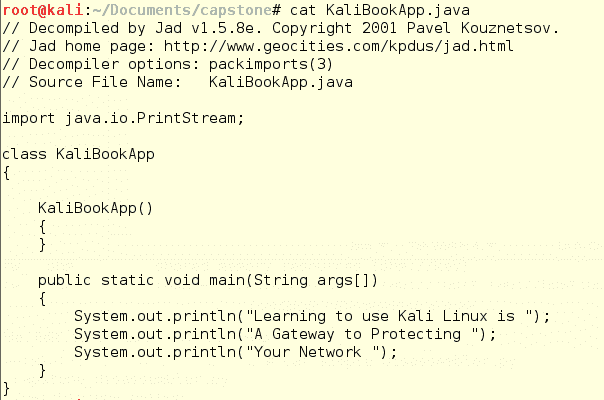 root@kali:~/Documents/capstone# cat KaliBookApp.java
// Decompiled by Jad v1.5.8e. Copyright 2001 Pavel Kouznetsov.
// Jad home page: http://www.geocities.com/kpdus/jad.html
// Decompiler options: packimports(3)
// Source File Name:   KaliBookApp.java

import java.io.PrintStream;

class KaliBookApp
{

    KaliBookApp()
    {
    }

    public static void main(String args[])
    {
        System.out.println("Learning to use Kali Linux is ");
        System.out.println("A Gateway to Protecting ");
        System.out.println("Your Network ");
    }
}